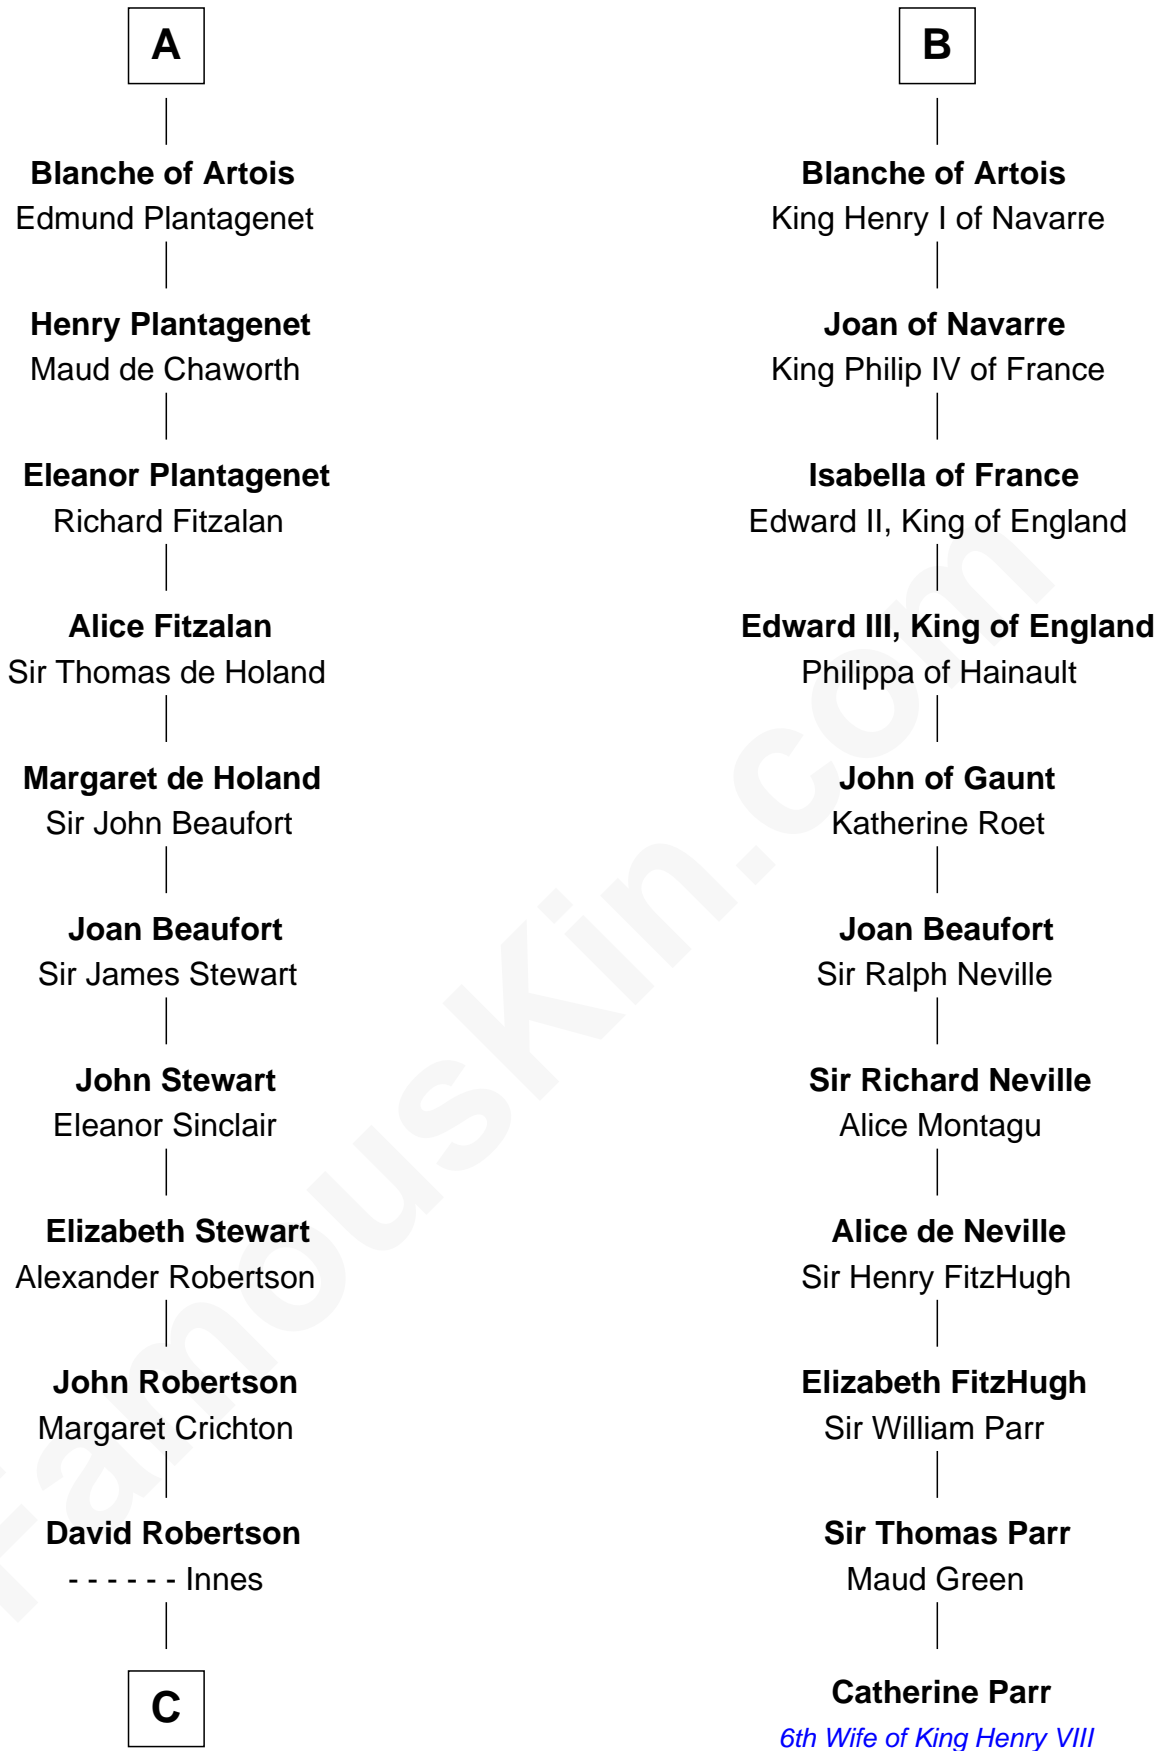 A
Blanche of Artois
Edmund Plantagenet
Henry Plantagenet
Maud de Chaworth
Eleanor Plantagenet
Richard Fitzalan
Alice Fitzalan
Sir Thomas de Holand
Margaret de Holand
Sir John Beaufort
Joan Beaufort
Sir James Stewart
John Stewart
Eleanor Sinclair
Elizabeth Stewart
Alexander Robertson
John Robertson
Margaret Crichton
David Robertson
- - - - - - Innes
C
B
Blanche of Artois
King Henry I of Navarre
Joan of Navarre
King Philip IV of France
Isabella of France
Edward II, King of England
Edward III, King of England
Philippa of Hainault
John of Gaunt
Katherine Roet
Joan Beaufort
Sir Ralph Neville
Sir Richard Neville
Alice Montagu
Alice de Neville
Sir Henry FitzHugh
Elizabeth FitzHugh
Sir William Parr
Sir Thomas Parr
Maud Green
Catherine Parr
6th Wife of King Henry VIII
FamousKin.com